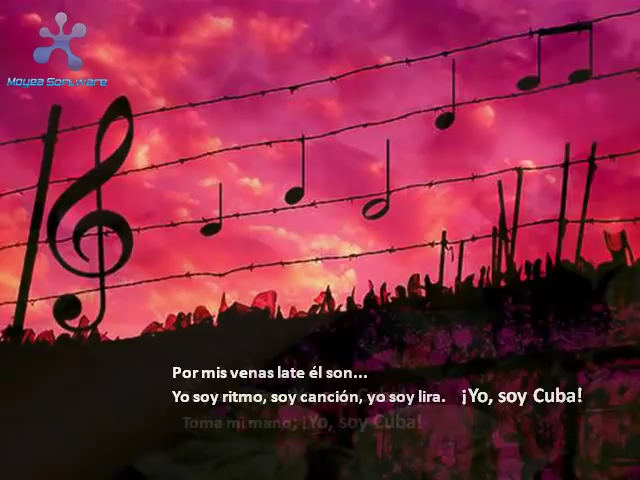 Moyea Software
Por mis venas late él son...
Yo soy ritmo, soy canción, yo soy lira.   ¡Yo, soy Cuba!
Toma mi mano; ¡Yo, soy Cuba!